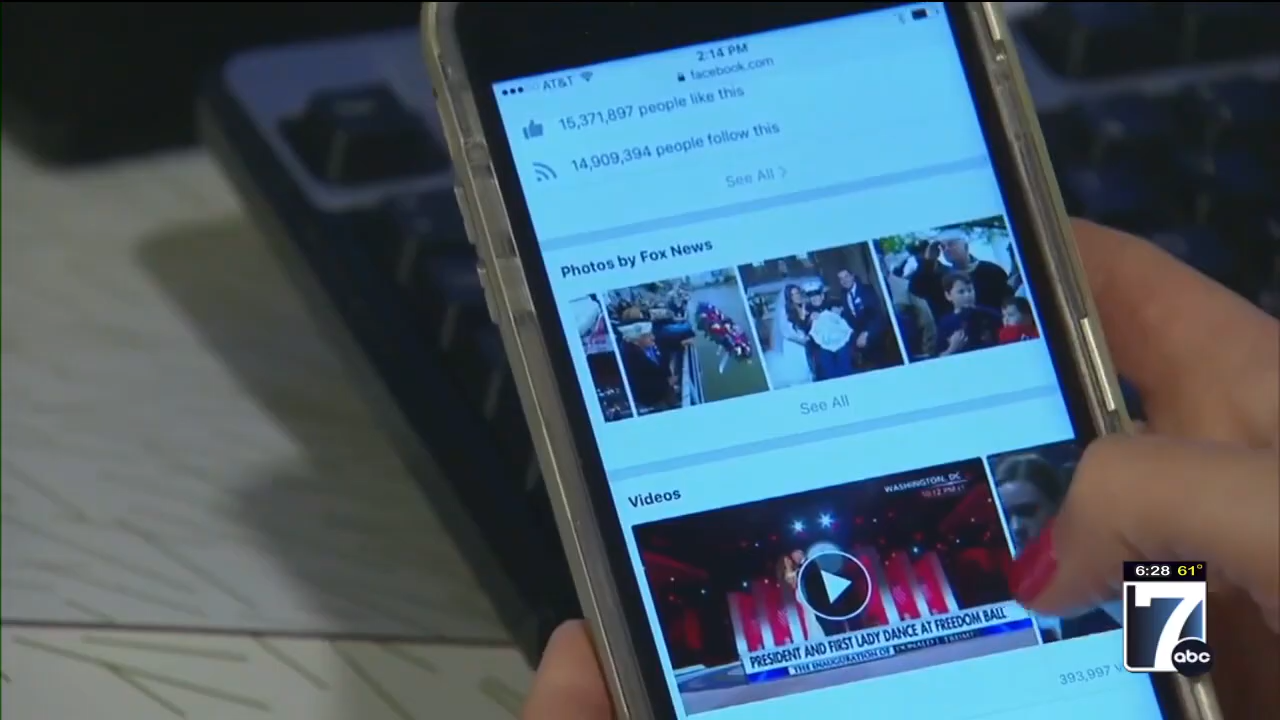 2:14 PM
AT&T
facebook.com
15,371,897 people like this
14,909,394 people follow this
See All
Photos by Fox News
See All
Videos
WASHINGTON, DC
PRESIDENT AND FIRST LADY DANCE AT FREEDOM BALL
THE INAUGURATION OF DONALD J. TRUMP
393,997 V
6:28 61°
7
abc